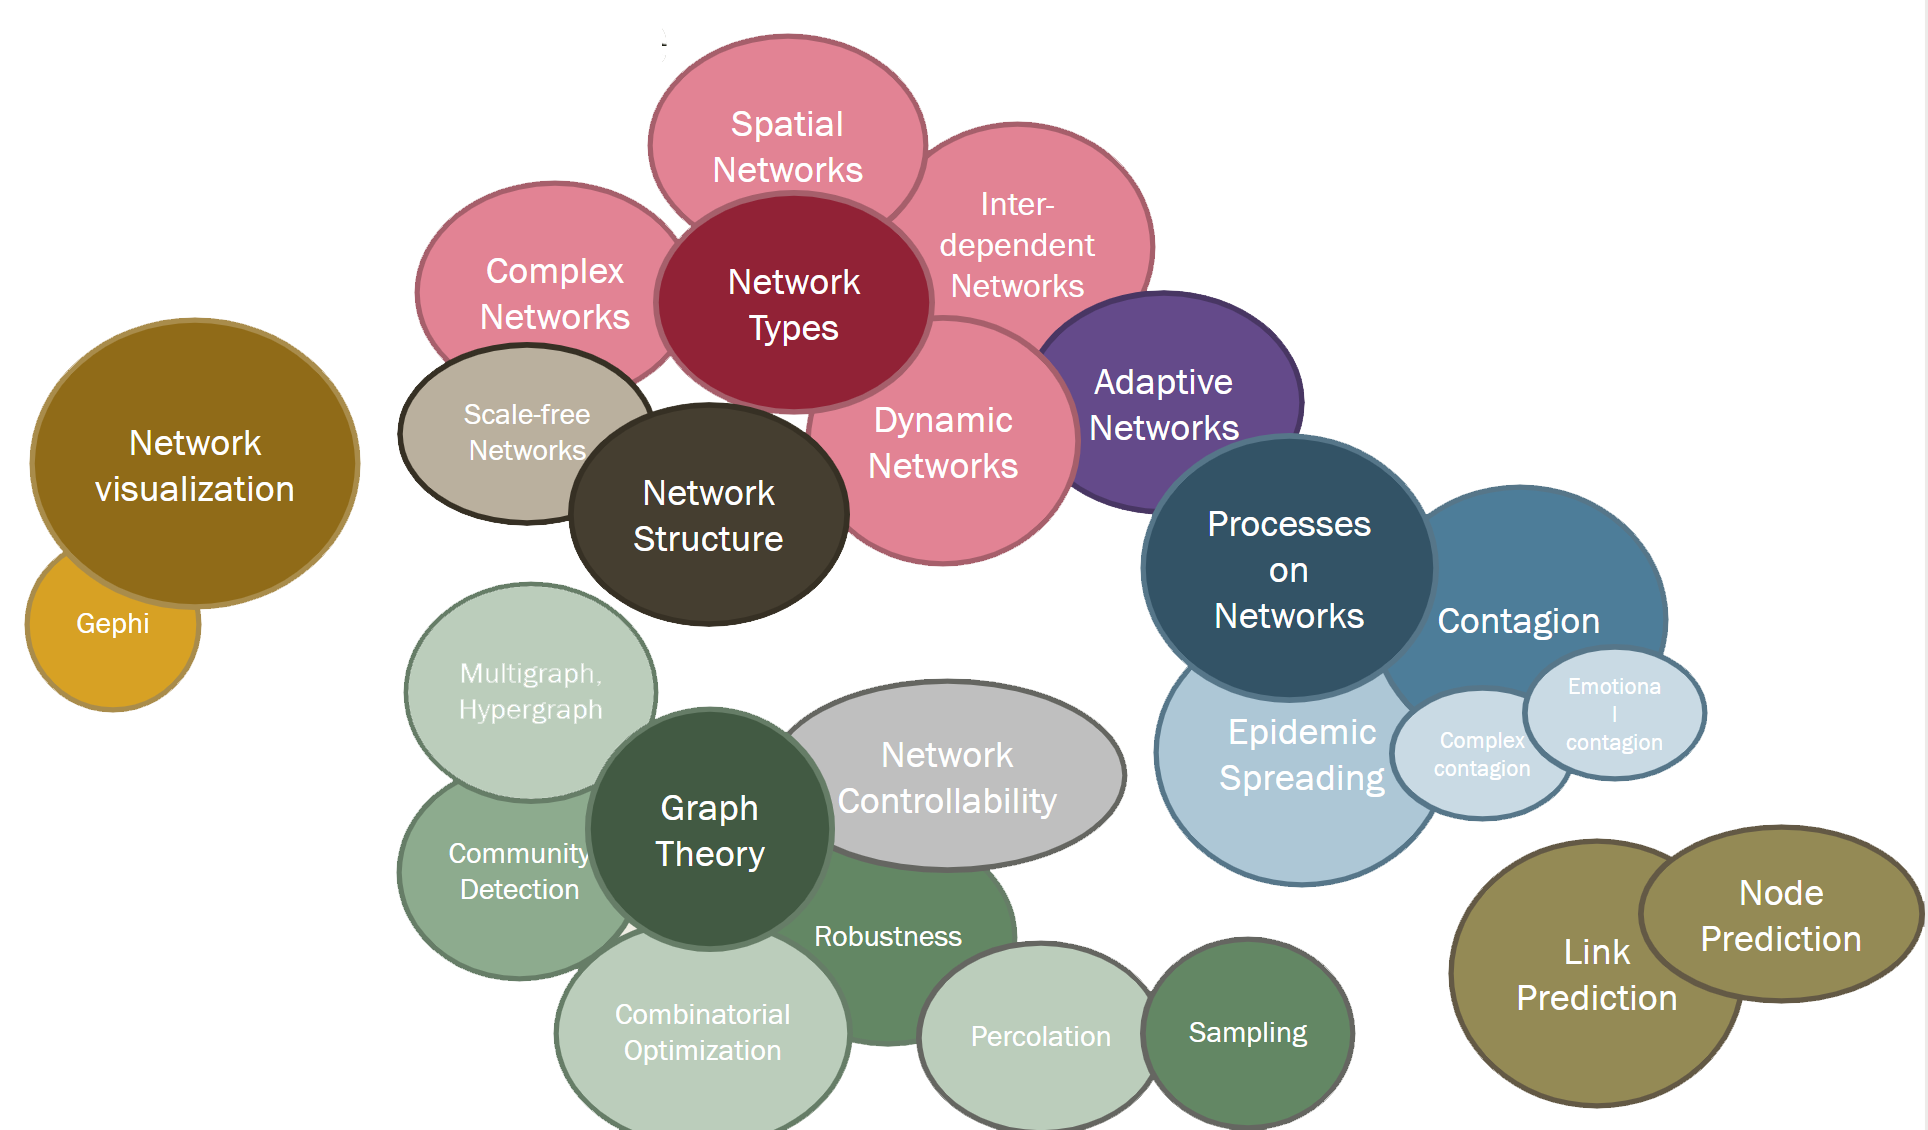 Spatial
Networks
Inter-
dependent
Networks
Complex
Networks
Network
Types
Adaptive
Networks
Scale-free
Networks
Dynamic
Networks
Network
visualization
Network
Structure
Processes
on
Networks
Gephi
Contagion
Multigraph,
Hypergraph
Emotiona
l
contagion
Epidemic
Spreading
Complex
contagion
Network
Controllability
Graph
Theory
Community
Detection
Robustness
Node
Prediction
Link
Prediction
Combinatorial
Optimization
Percolation
Sampling